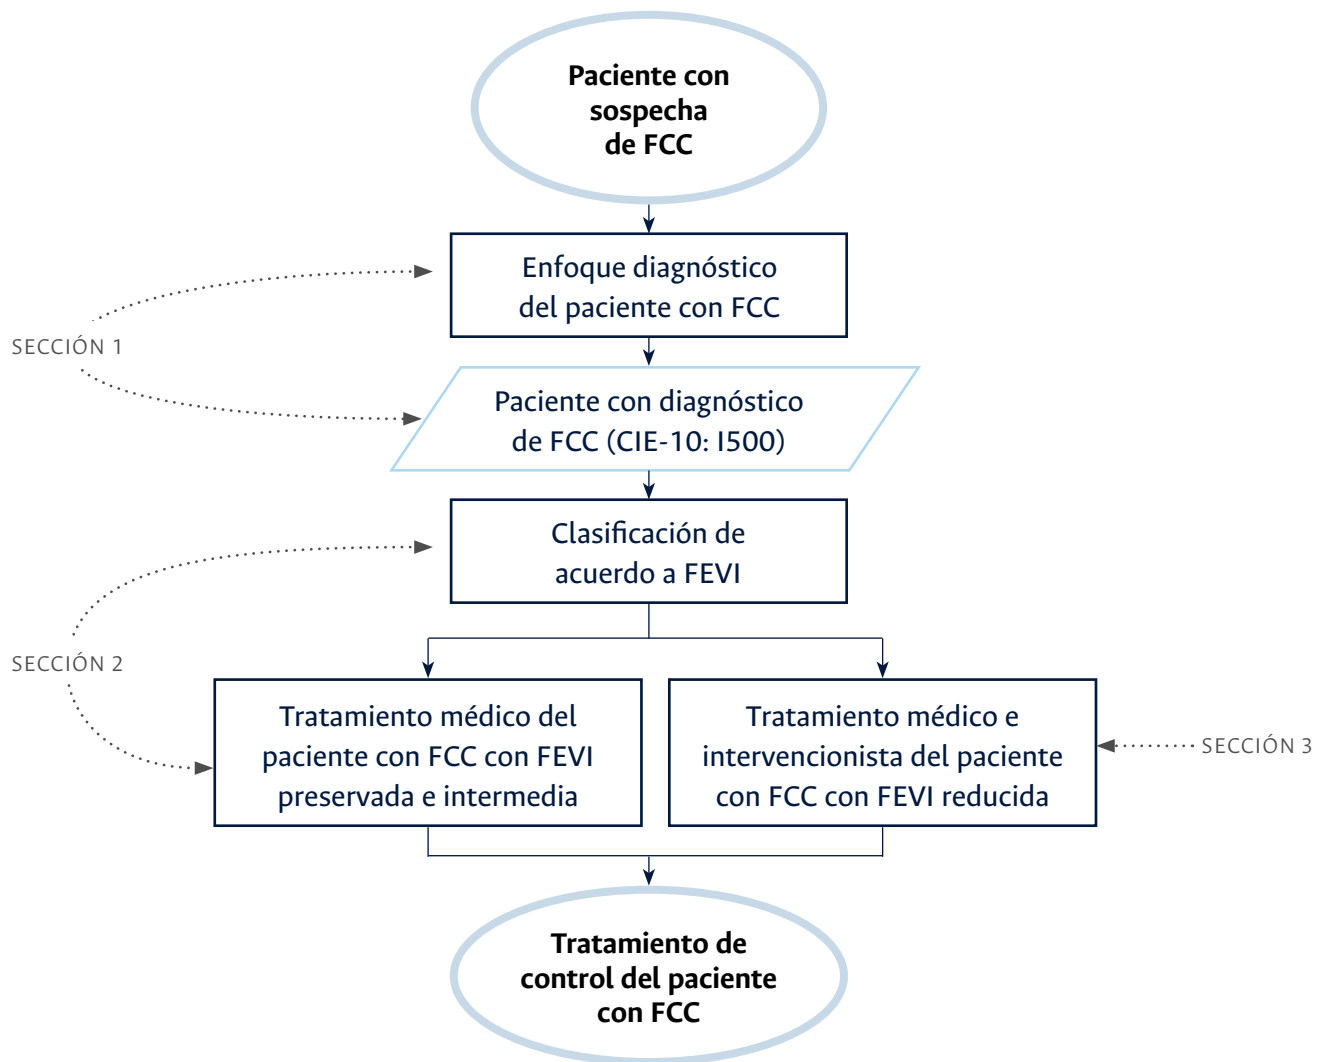 Paciente con
sospecha
de FCC
Enfoque diagnóstico
del paciente con FCC
SECCIÓN 1
Paciente con diagnóstico
de FCC (CIE-10: I500)
Clasificación de
acuerdo a FEVI
SECCIÓN 2
Tratamiento médico del
paciente con FCC con FEVI
preservada e intermedia
Tratamiento médico e
intervencionista del paciente
con FCC con FEVI reducida
SECCIÓN 3
Tratamiento de
control del paciente
con FCC